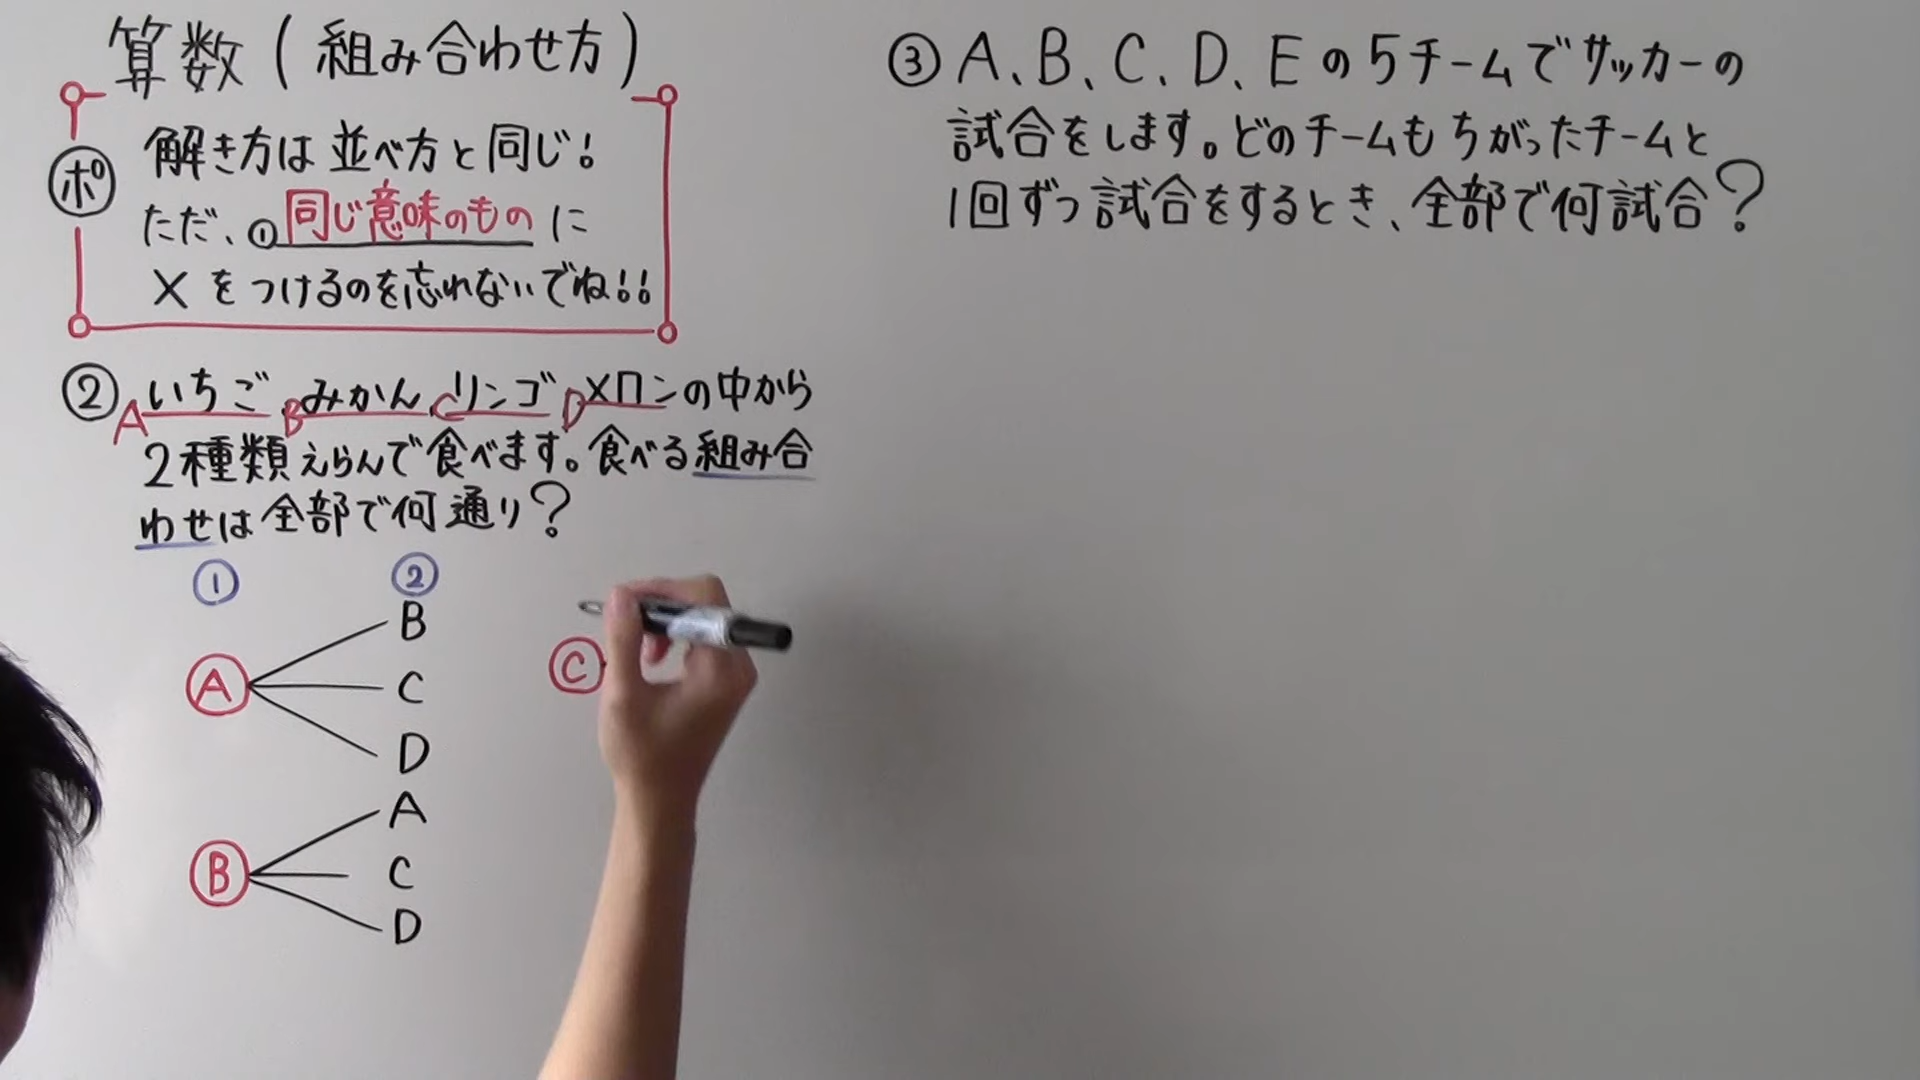 算数(組み合わせ方)
ポ
解き方は並べ方と同じ!
ただ、①同じ意味のものに
×をつけるのを忘れないでね!!
② いちご みかん リンゴ メロンの中から
A B C D
2種類えらんで食べます。食べる組み合
わせは全部で何通り?
① ②
A B
C
D
B A
C
D
C
③ A、B、C、D、Eの5チームでサッカーの
試合をします。どのチームもちがったチームと
1回ずつ試合をするとき、全部で何試合?